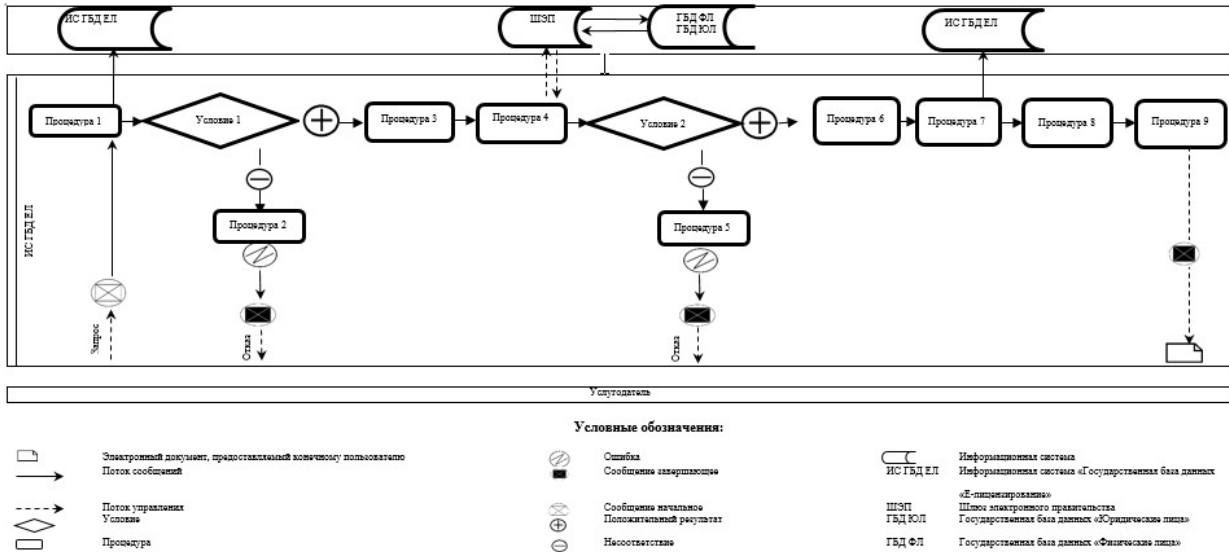 ИС ГБД ЕЛ
ШЭП
ГБД ФЛ
ГБД ЮЛ
ИС ГБД ЕЛ
ИС ГБД ЕЛ
Процедура 1
Условие 1
Процедура 3
Процедура 4
Условие 2
Процедура 6
Процедура 7
Процедура 8
Процедура 9
Процедура 2
Процедура 5
Запрос
Отказ
Отказ
Услугодатель
Условные обозначения:
Электронный документ, предоставляемый конечному пользователю
Поток сообщений
Поток управления
Условие
Процедура
Ошибка
Сообщение завершающее
Сообщение начальное
Положительный результат
Несоответствие
Информационная система
ИС ГБД ЕЛ Информационная система «Государственная база данных
«Е-лицензирование»
ШЭП Шлюз электронного правительства
ГБД ЮЛ Государственная база данных «Юридические лица»
ГБД ФЛ Государственная база данных «Физические лица»